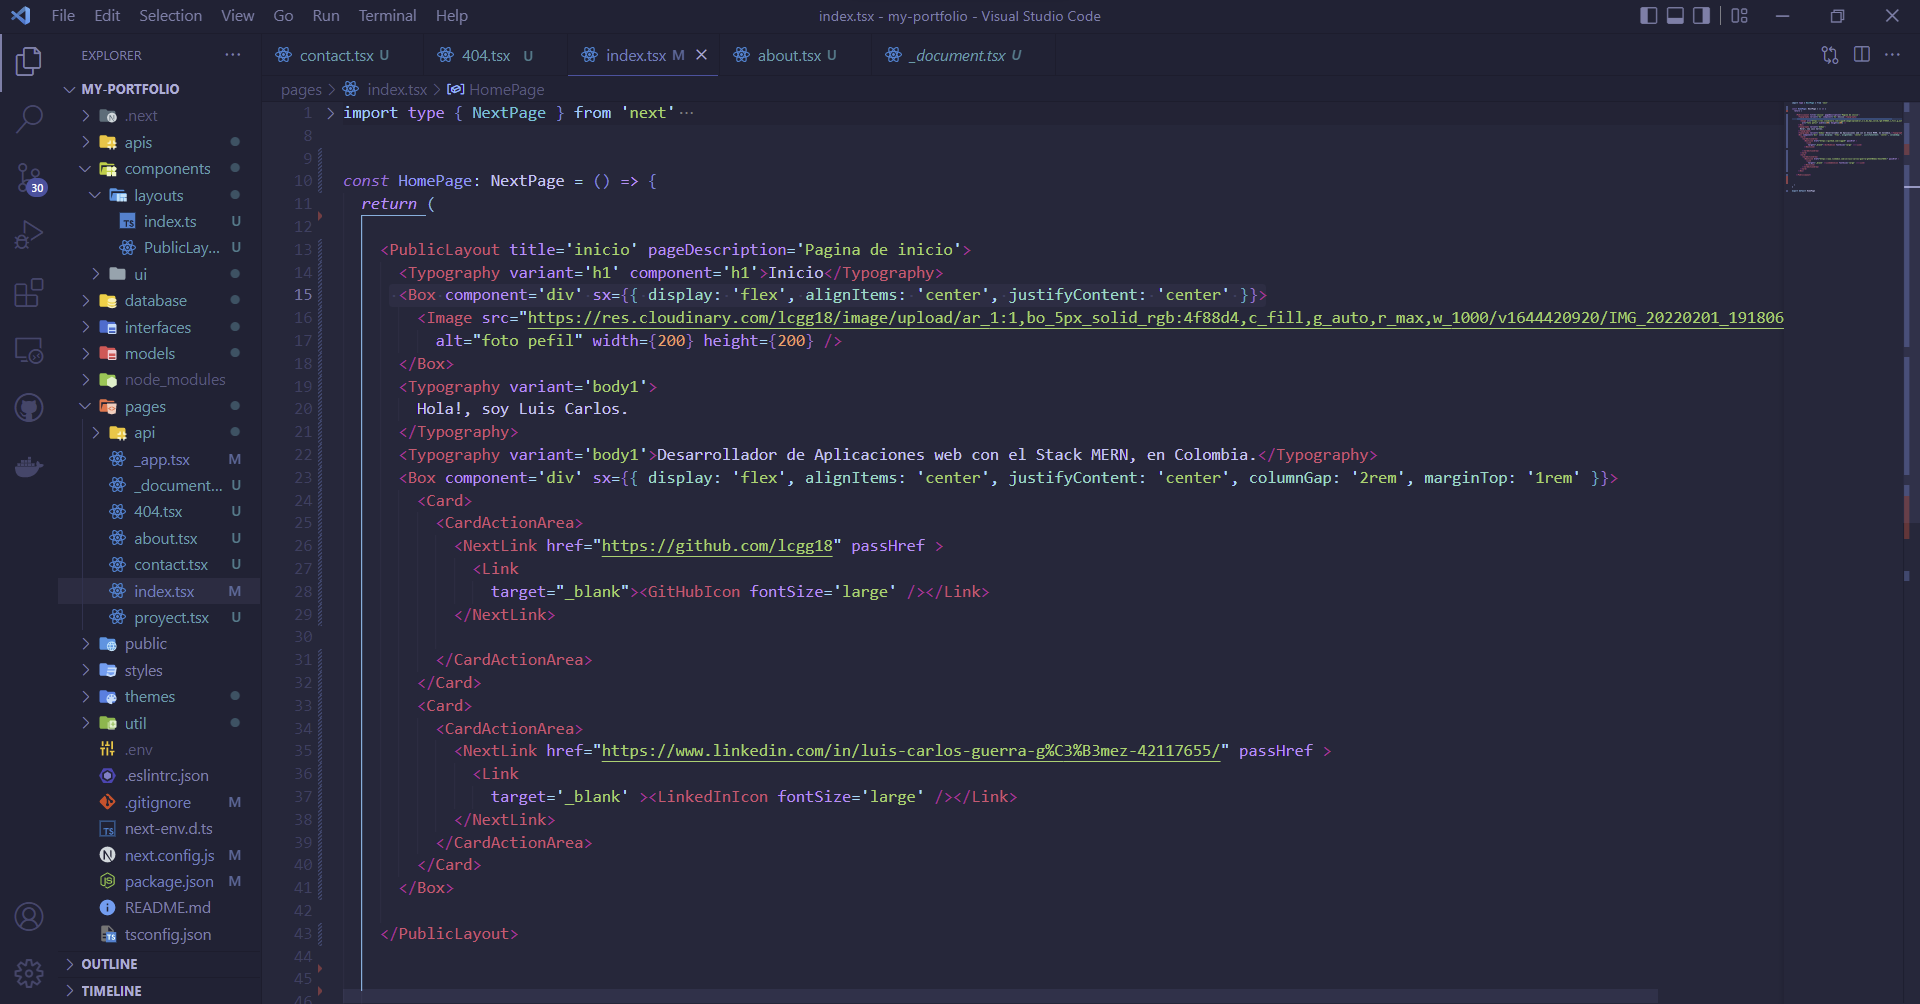 File Edit Selection View Go Run Terminal Help
index.tsx - my-portfolio - Visual Studio Code
EXPLORER
MY-PORTFOLIO
.next
apis
components
layouts
index.ts U
PublicLay... U
ui
database
interfaces
models
node_modules
pages
api
_app.tsx M
_document... U
404.tsx U
about.tsx U
contact.tsx U
index.tsx M
proyect.tsx U
public
styles
themes
util
.env
.eslintrc.json
.gitignore M
next-env.d.ts
next.config.js M
package.json M
README.md
tsconfig.json
OUTLINE
TIMELINE
30
contact.tsx U
404.tsx U
index.tsx M
about.tsx U
_document.tsx U
pages > index.tsx > HomePage
1 import type { NextPage } from 'next' ...
8
9
10 const HomePage: NextPage = () => {
11 return (
12
13 <PublicLayout title='inicio' pageDescription='Pagina de inicio'>
14 <Typography variant='h1' component='h1'>Inicio</Typography>
15 <Box component='div' sx={{ display: 'flex', alignItems: 'center', justifyContent: 'center' }}>
16 <Image src="https://res.cloudinary.com/lcgg18/image/upload/ar_1:1,bo_5px_solid_rgb:4f88d4,c_fill,g_auto,r_max,w_1000/v1644420920/IMG_20220201_191806
17 alt="foto pefil" width={200} height={200} />
18 </Box>
19 <Typography variant='body1'>
20 Hola!, soy Luis Carlos.
21 </Typography>
22 <Typography variant='body1'>Desarrollador de Aplicaciones web con el Stack MERN, en Colombia.</Typography>
23 <Box component='div' sx={{ display: 'flex', alignItems: 'center', justifyContent: 'center', columnGap: '2rem', marginTop: '1rem' }}>
24 <Card>
25 <CardActionArea>
26 <NextLink href="https://github.com/lcgg18" passHref >
27 <Link
28 target="_blank"><GitHubIcon fontSize='large' /></Link>
29 </NextLink>
30
31 </CardActionArea>
32 </Card>
33 <Card>
34 <CardActionArea>
35 <NextLink href="https://www.linkedin.com/in/luis-carlos-guerra-g%C3%B3mez-42117655/" passHref >
36 <Link
37 target='_blank' ><LinkedInIcon fontSize='large' /></Link>
38 </NextLink>
39 </CardActionArea>
40 </Card>
41 </Box>
42
43 </PublicLayout>
44
45
46